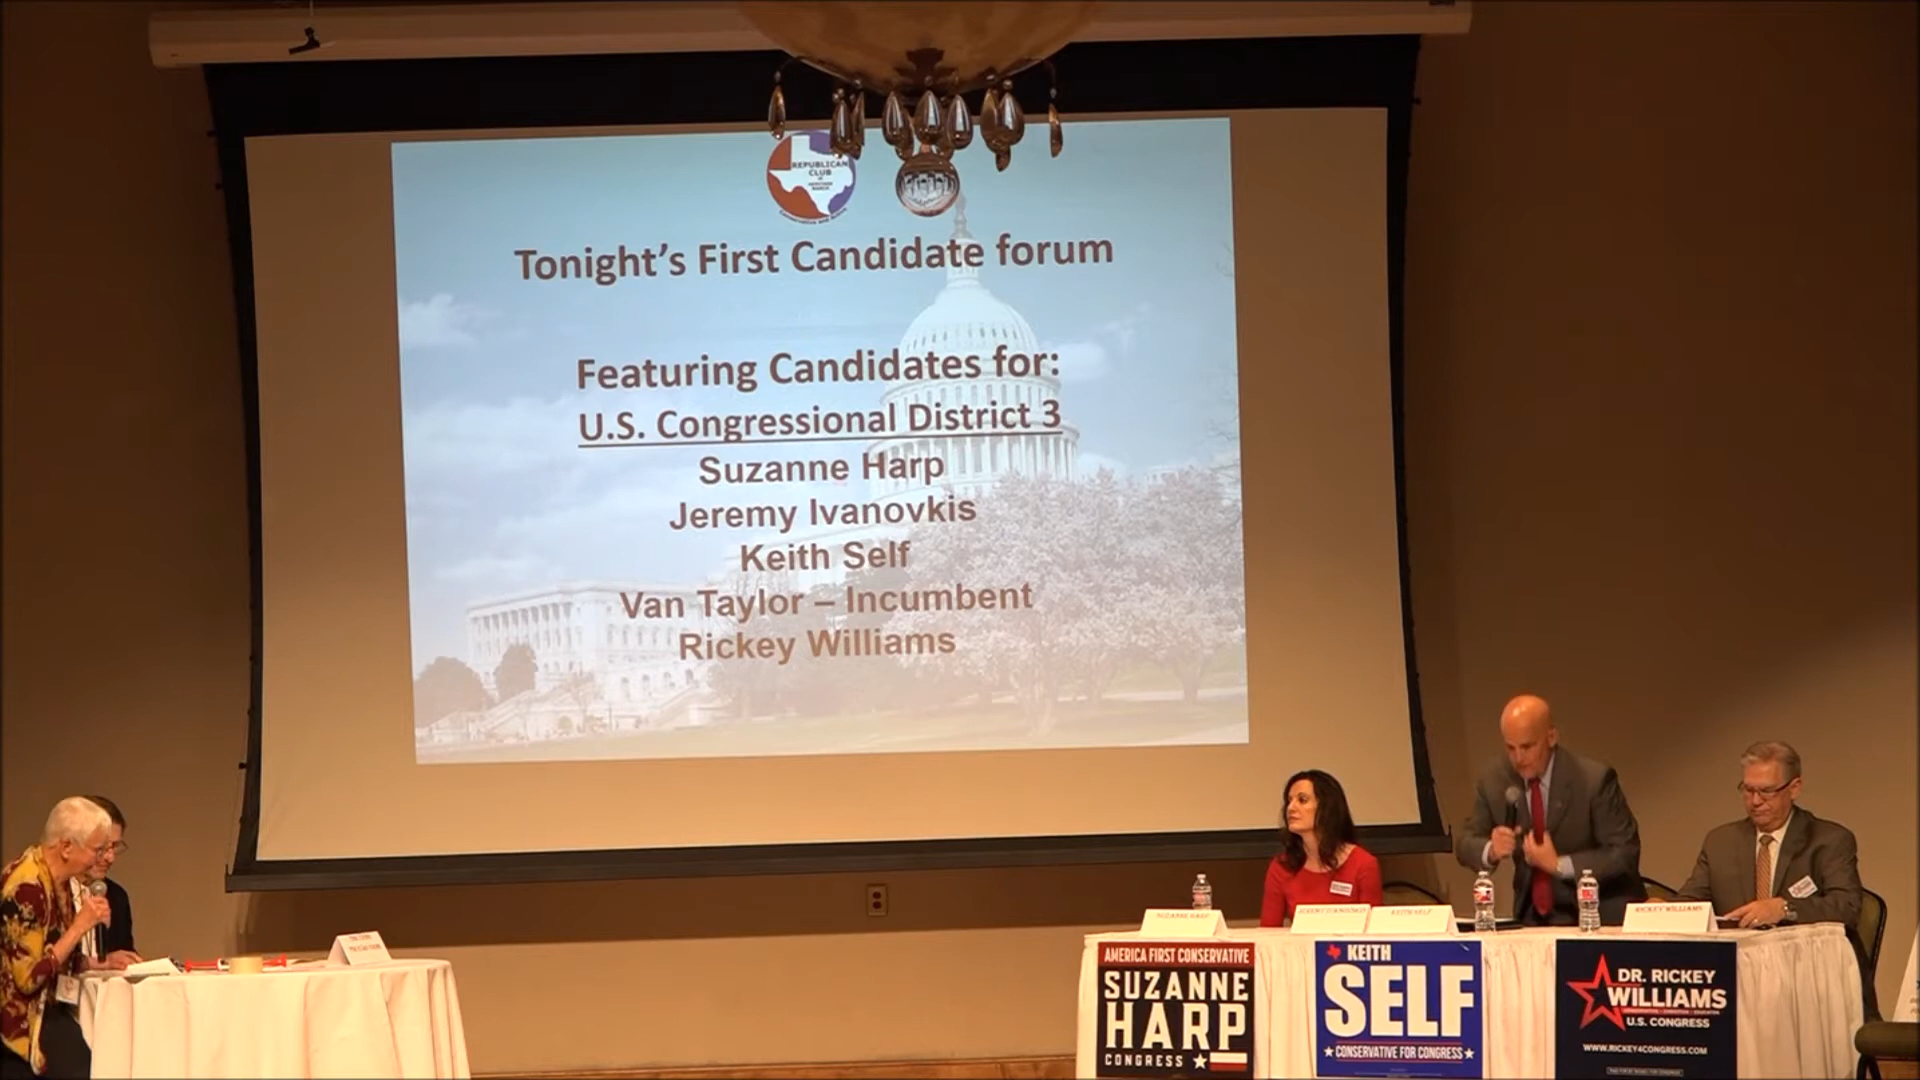 REPUBLICAN
CLUB
Tonight's First Candidate forum
Featuring Candidates for:
U.S. Congressional District 3
Suzanne Harp
Jeremy Ivanovkis
Keith Self
Van Taylor – Incumbent
Rickey Williams
SUZANNE HARP
KEITH SELF
RICKEY WILLIAMS
AMERICA FIRST CONSERVATIVE
SUZANNE
HARP
CONGRESS
KEITH
SELF
CONSERVATIVE FOR CONGRESS
DR. RICKEY
WILLIAMS
U.S. CONGRESS
WWW.RICKEY4CONGRESS.COM